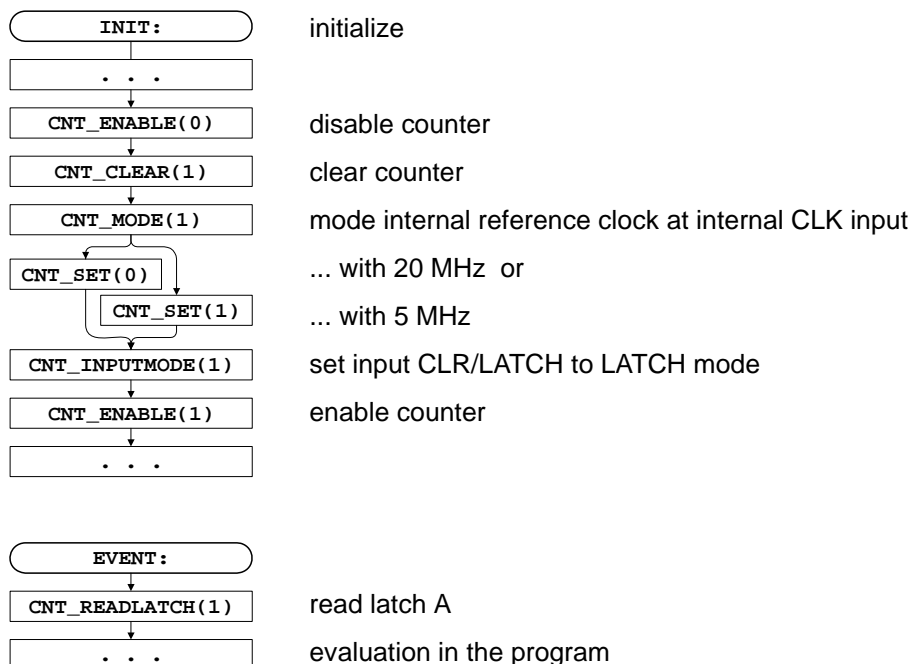 INIT: initialize
. . .
CNT_ENABLE(0) disable counter
CNT_CLEAR(1) clear counter
CNT_MODE(1) mode internal reference clock at internal CLK input
CNT_SET(0) ... with 20 MHz or
CNT_SET(1) ... with 5 MHz
CNT_INPUTMODE(1) set input CLR/LATCH to LATCH mode
CNT_ENABLE(1) enable counter
. . .
EVENT:
CNT_READLATCH(1) read latch A
. . . evaluation in the program